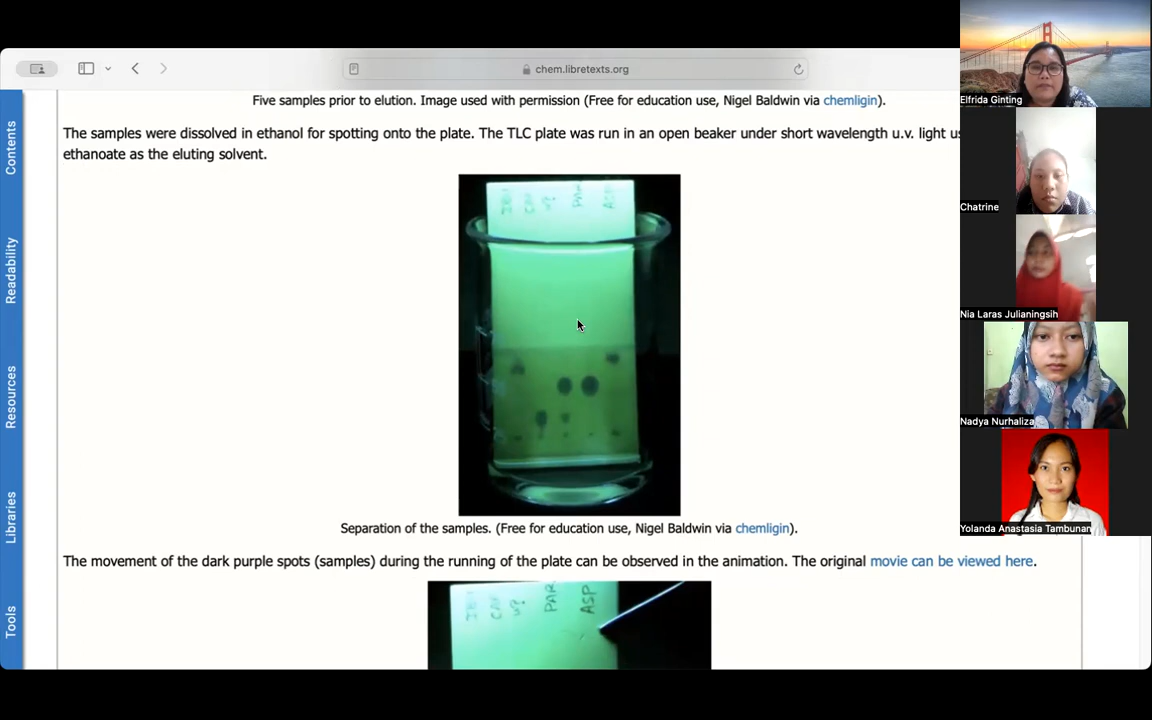 chem.libretexts.org
Contents
Readability
Resources
Libraries
Tools
Five samples prior to elution. Image used with permission (Free for education use, Nigel Baldwin via chemligin).
The samples were dissolved in ethanol for spotting onto the plate. The TLC plate was run in an open beaker under short wavelength u.v. light
ethanoate as the eluting solvent.
PAR
Separation of the samples. (Free for education use, Nigel Baldwin via chemligin).
The movement of the dark purple spots (samples) during the running of the plate can be observed in the animation. The original movie can be viewed here.
V? PAR ASP
Elfrida Ginting
Chatrine
Nia Laras Julianingsih
Nadya Nurhaliza
Yolanda Anastasia Tambunan